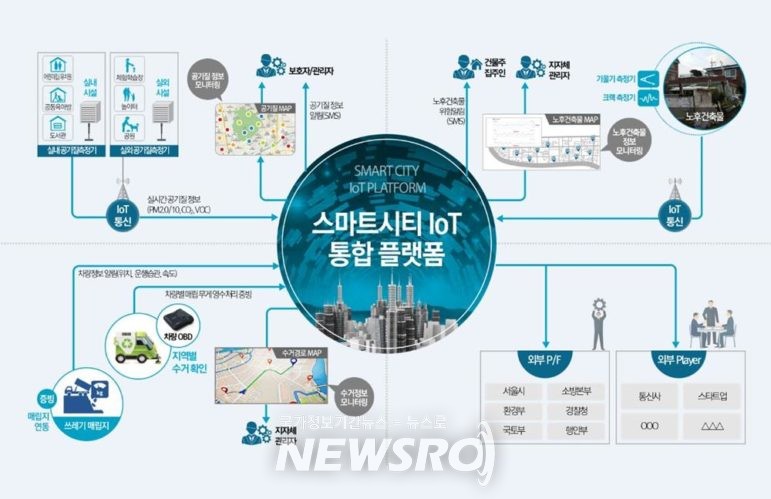 어린이집/유치원
공동육아방
도서관
실내
시설
실내 공기질측정기
체험학습장
놀이터
공원
실외
시설
실외 공기질측정기
IoT
통신
실시간 공기질 정보
(PM2.0/10, CO₂, VOC)
공기질 정보
모니터링
보호자/관리자
공기질 MAP
공기질 정보
알림(SMS)
건물주
집주인
지자체
관리자
노후건축물
위험알림
(SMS)
노후건축물 MAP
노후건축물
정보
모니터링
기울기 측정기
크랙 측정기
노후건축물
IoT
통신
SMART CITY
IoT PLATFORM
스마트시티 IoT
통합 플랫폼
차량정보 알림(위치, 운행습관, 속도)
차량별 매립 무게 영수처리 증빙
차량 OBD
지역별
수거 확인
증빙
매립지
연동
쓰레기 매립지
수거경로 MAP
수거정보
모니터링
지자체
관리자
외부 P/F
서울시
소방본부
환경부
경찰청
국토부
행안부
외부 Player
통신사
스타트업
○○○
△△△
뉴스로
NEWSRO